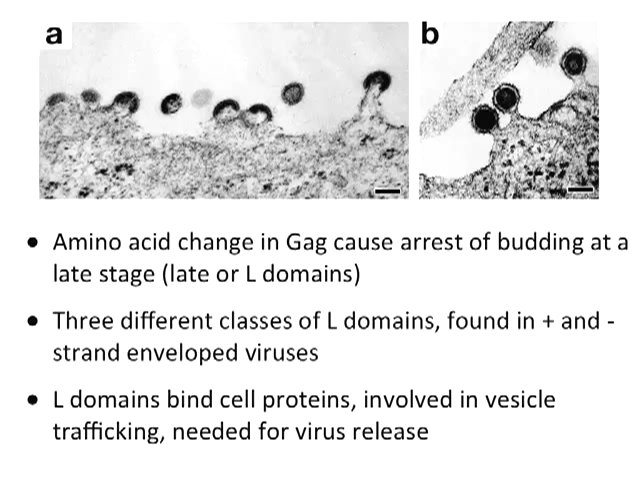 a
b
• Amino acid change in Gag cause arrest of budding at a
late stage (late or L domains)
• Three different classes of L domains, found in + and -
strand enveloped viruses
• L domains bind cell proteins, involved in vesicle
trafficking, needed for virus release